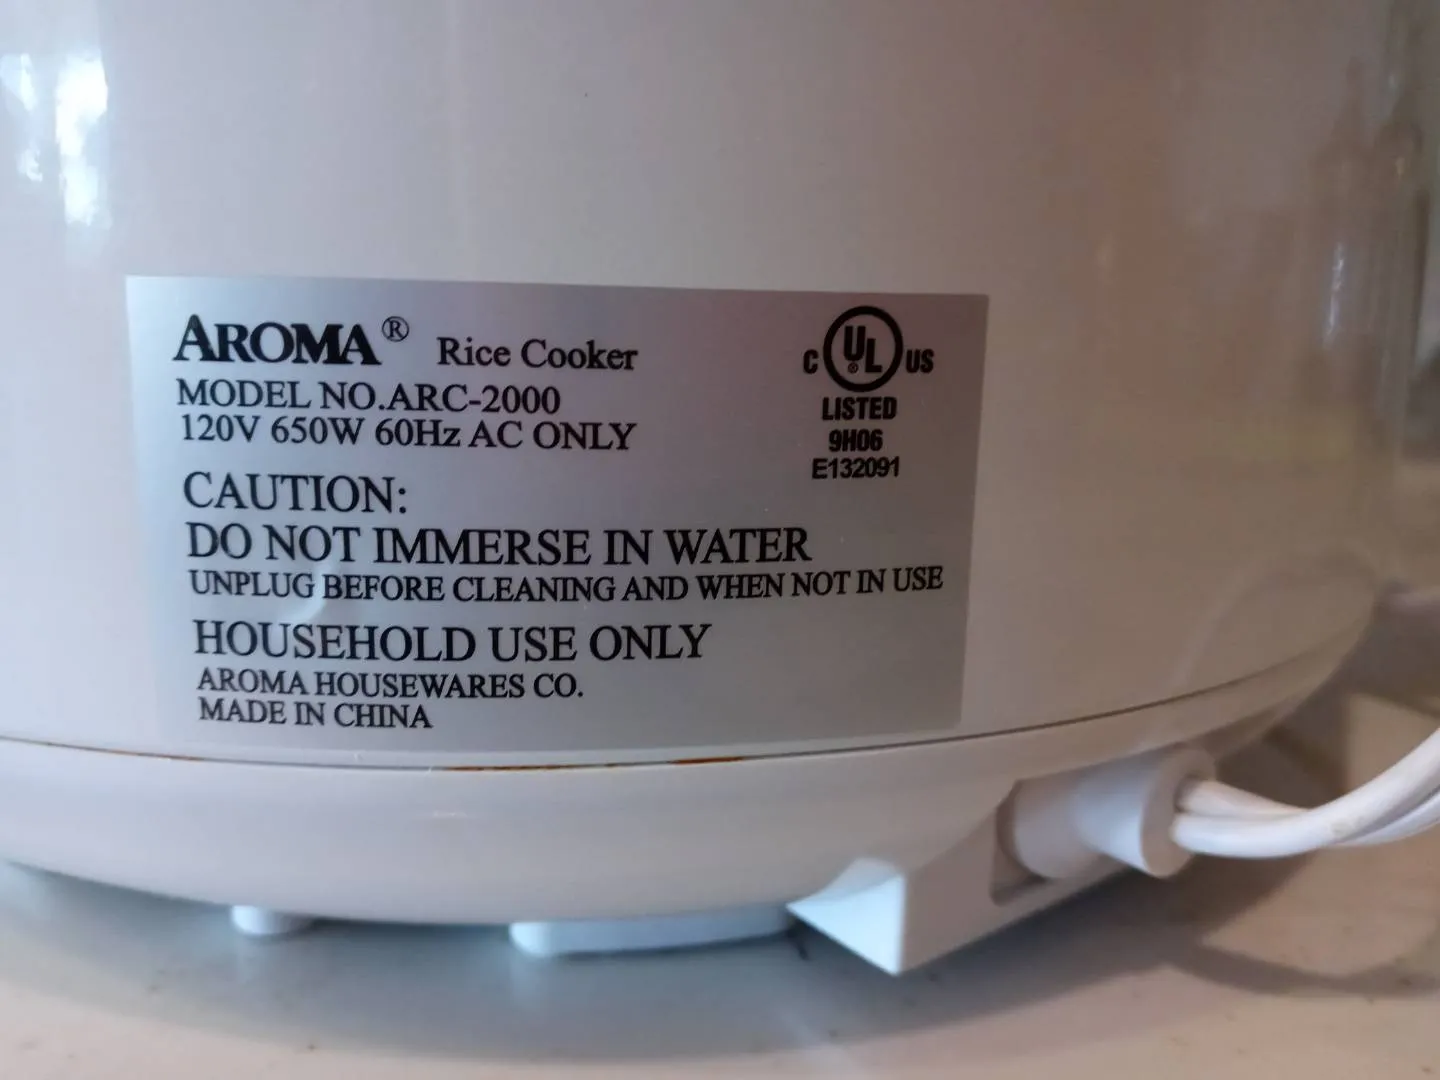 AROMA® Rice Cooker
MODEL NO.ARC-2000
120V 650W 60Hz AC ONLY
C UL® US
LISTED
9H06
E132091
CAUTION:
DO NOT IMMERSE IN WATER
UNPLUG BEFORE CLEANING AND WHEN NOT IN USE
HOUSEHOLD USE ONLY
AROMA HOUSEWARES CO.
MADE IN CHINA